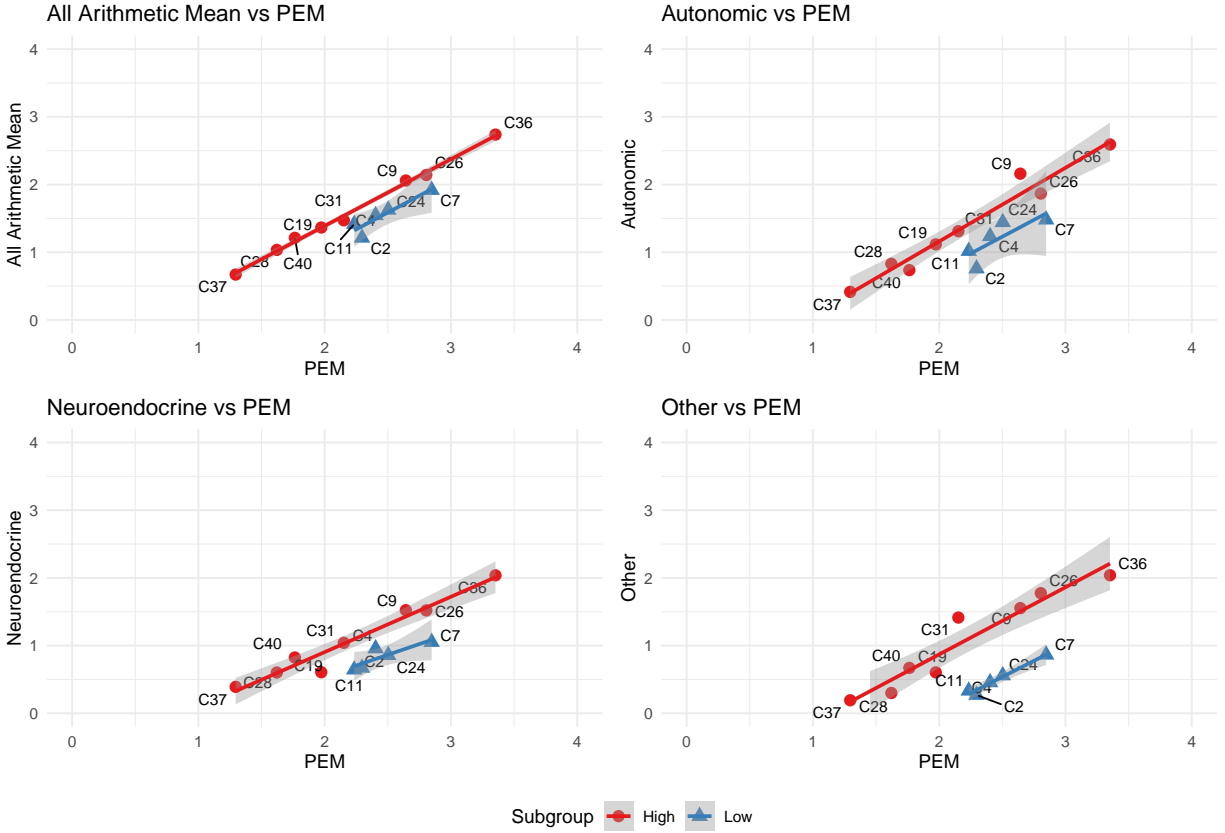 All Arithmetic Mean vs PEM
All Arithmetic Mean
4
3
2
1
0
C36
C26
C9
C31
C24
C7
C4
C19
C11
C2
C28
C40
C37
0 1 2 3 4
PEM
Autonomic vs PEM
Autonomic
4
3
2
1
0
C9
C36
C26
C24
C31
C19
C7
C4
C28
C11
C2
C40
C37
0 1 2 3 4
PEM
Neuroendocrine vs PEM
Neuroendocrine
4
3
2
1
0
C36
C9
C26
C31
C4
C7
C40
C19
C2
C24
C28
C11
C37
0 1 2 3 4
PEM
Other vs PEM
Other
4
3
2
1
0
C36
C26
C9
C31
C7
C40
C19
C24
C11
C4
C37
C28
C2
0 1 2 3 4
PEM
Subgroup High Low